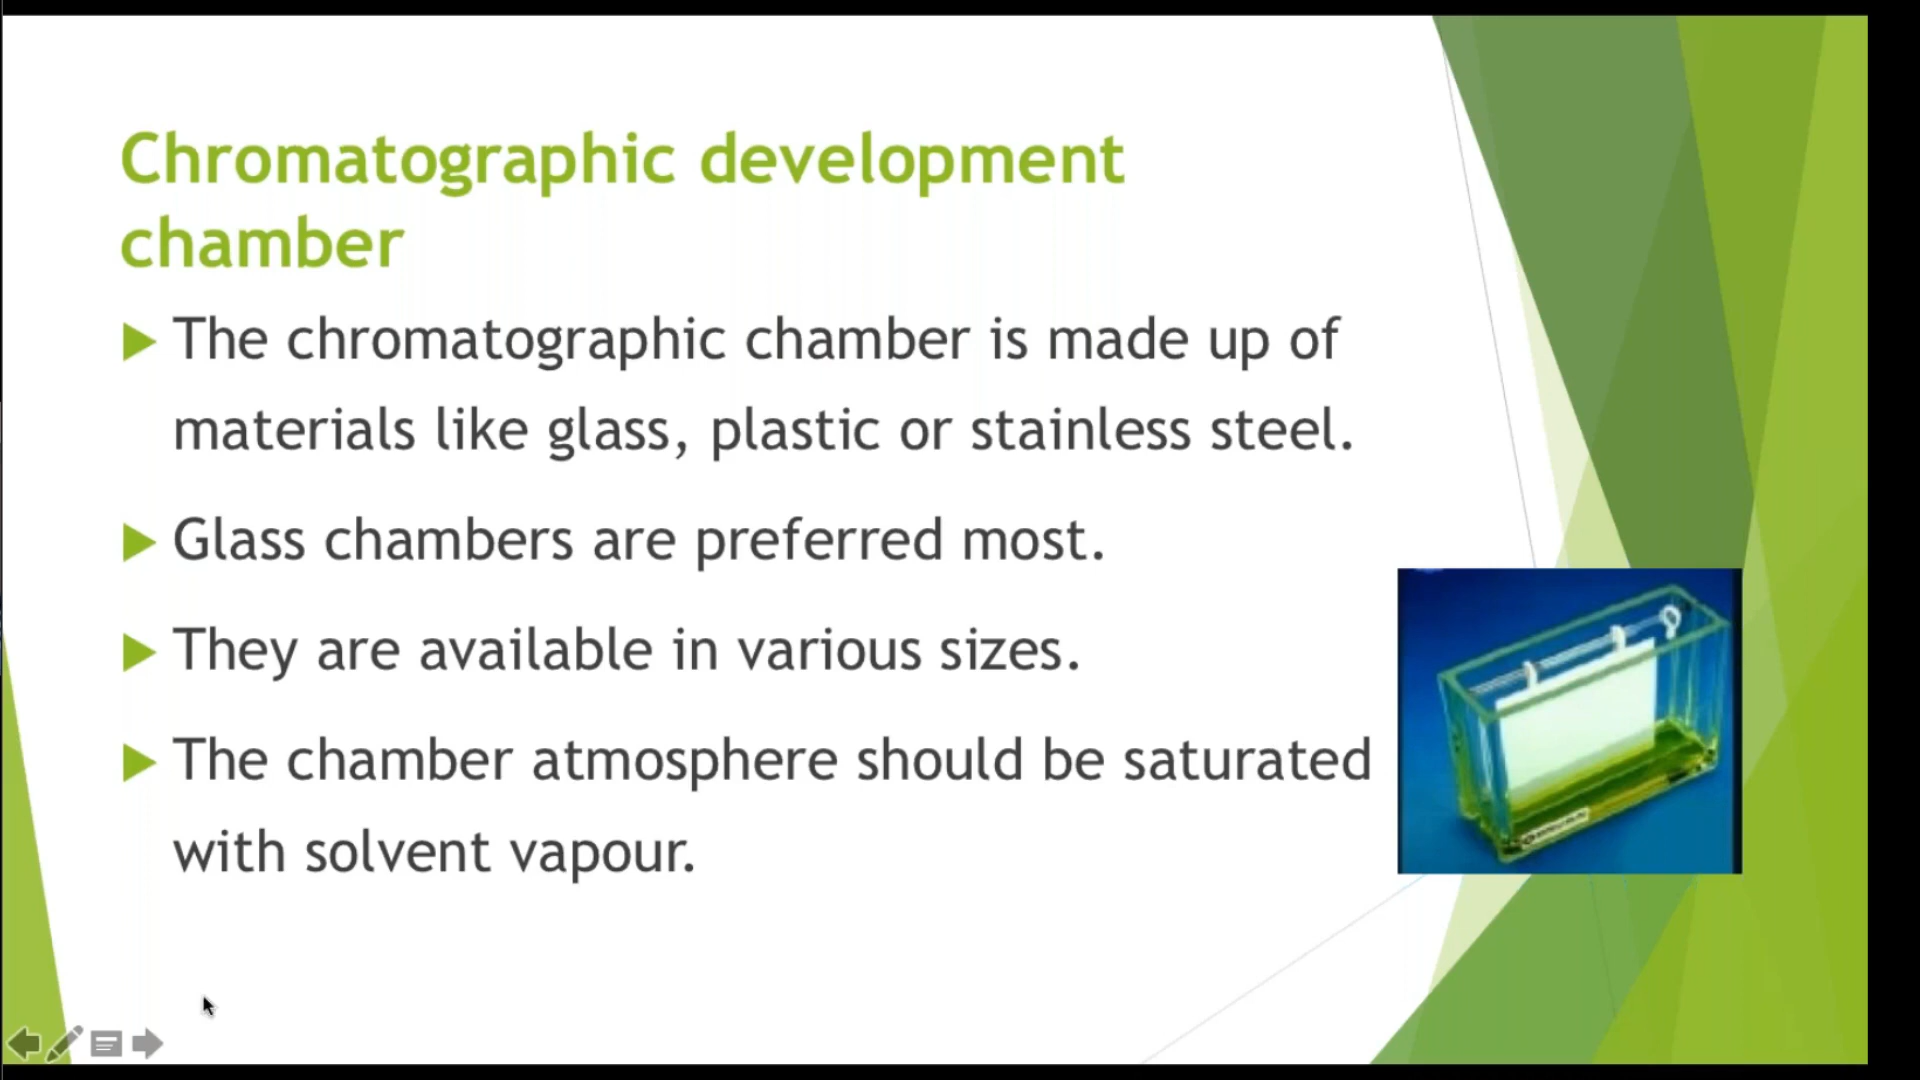 Chromatographic development
chamber
The chromatographic chamber is made up of
materials like glass, plastic or stainless steel.
Glass chambers are preferred most.
They are available in various sizes.
The chamber atmosphere should be saturated
with solvent vapour.